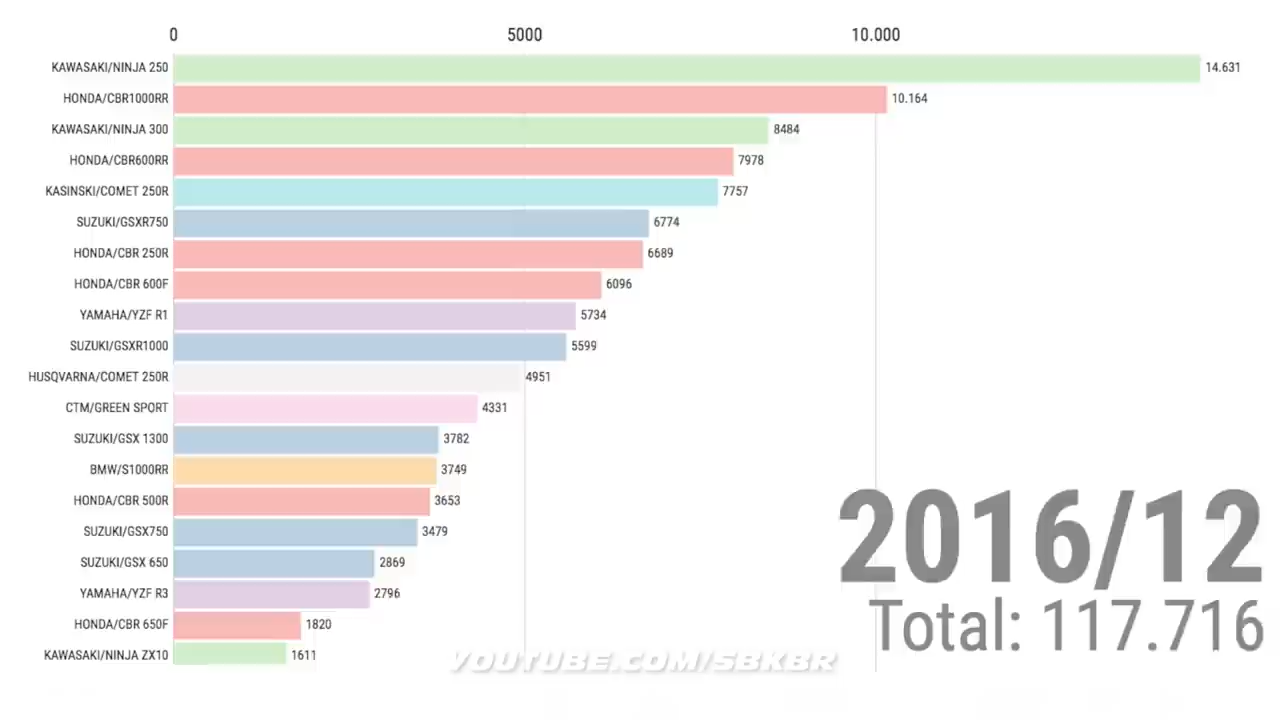 0 5000 10.000
KAWASAKI/NINJA 250 14.631
HONDA/CBR1000RR 10.164
KAWASAKI/NINJA 300 8484
HONDA/CBR600RR 7978
KASINSKI/COMET 250R 7757
SUZUKI/GSXR750 6774
HONDA/CBR 250R 6689
HONDA/CBR 600F 6096
YAMAHA/YZF R1 5734
SUZUKI/GSXR1000 5599
HUSQVARNA/COMET 250R 4951
CTM/GREEN SPORT 4331
SUZUKI/GSX 1300 3782
BMW/S1000RR 3749
HONDA/CBR 500R 3653
SUZUKI/GSX750 3479
SUZUKI/GSX 650 2869
YAMAHA/YZF R3 2796
HONDA/CBR 650F 1820
KAWASAKI/NINJA ZX10 1611
2016/12
Total: 117.716
YOUTUBE.COM/SBKBR